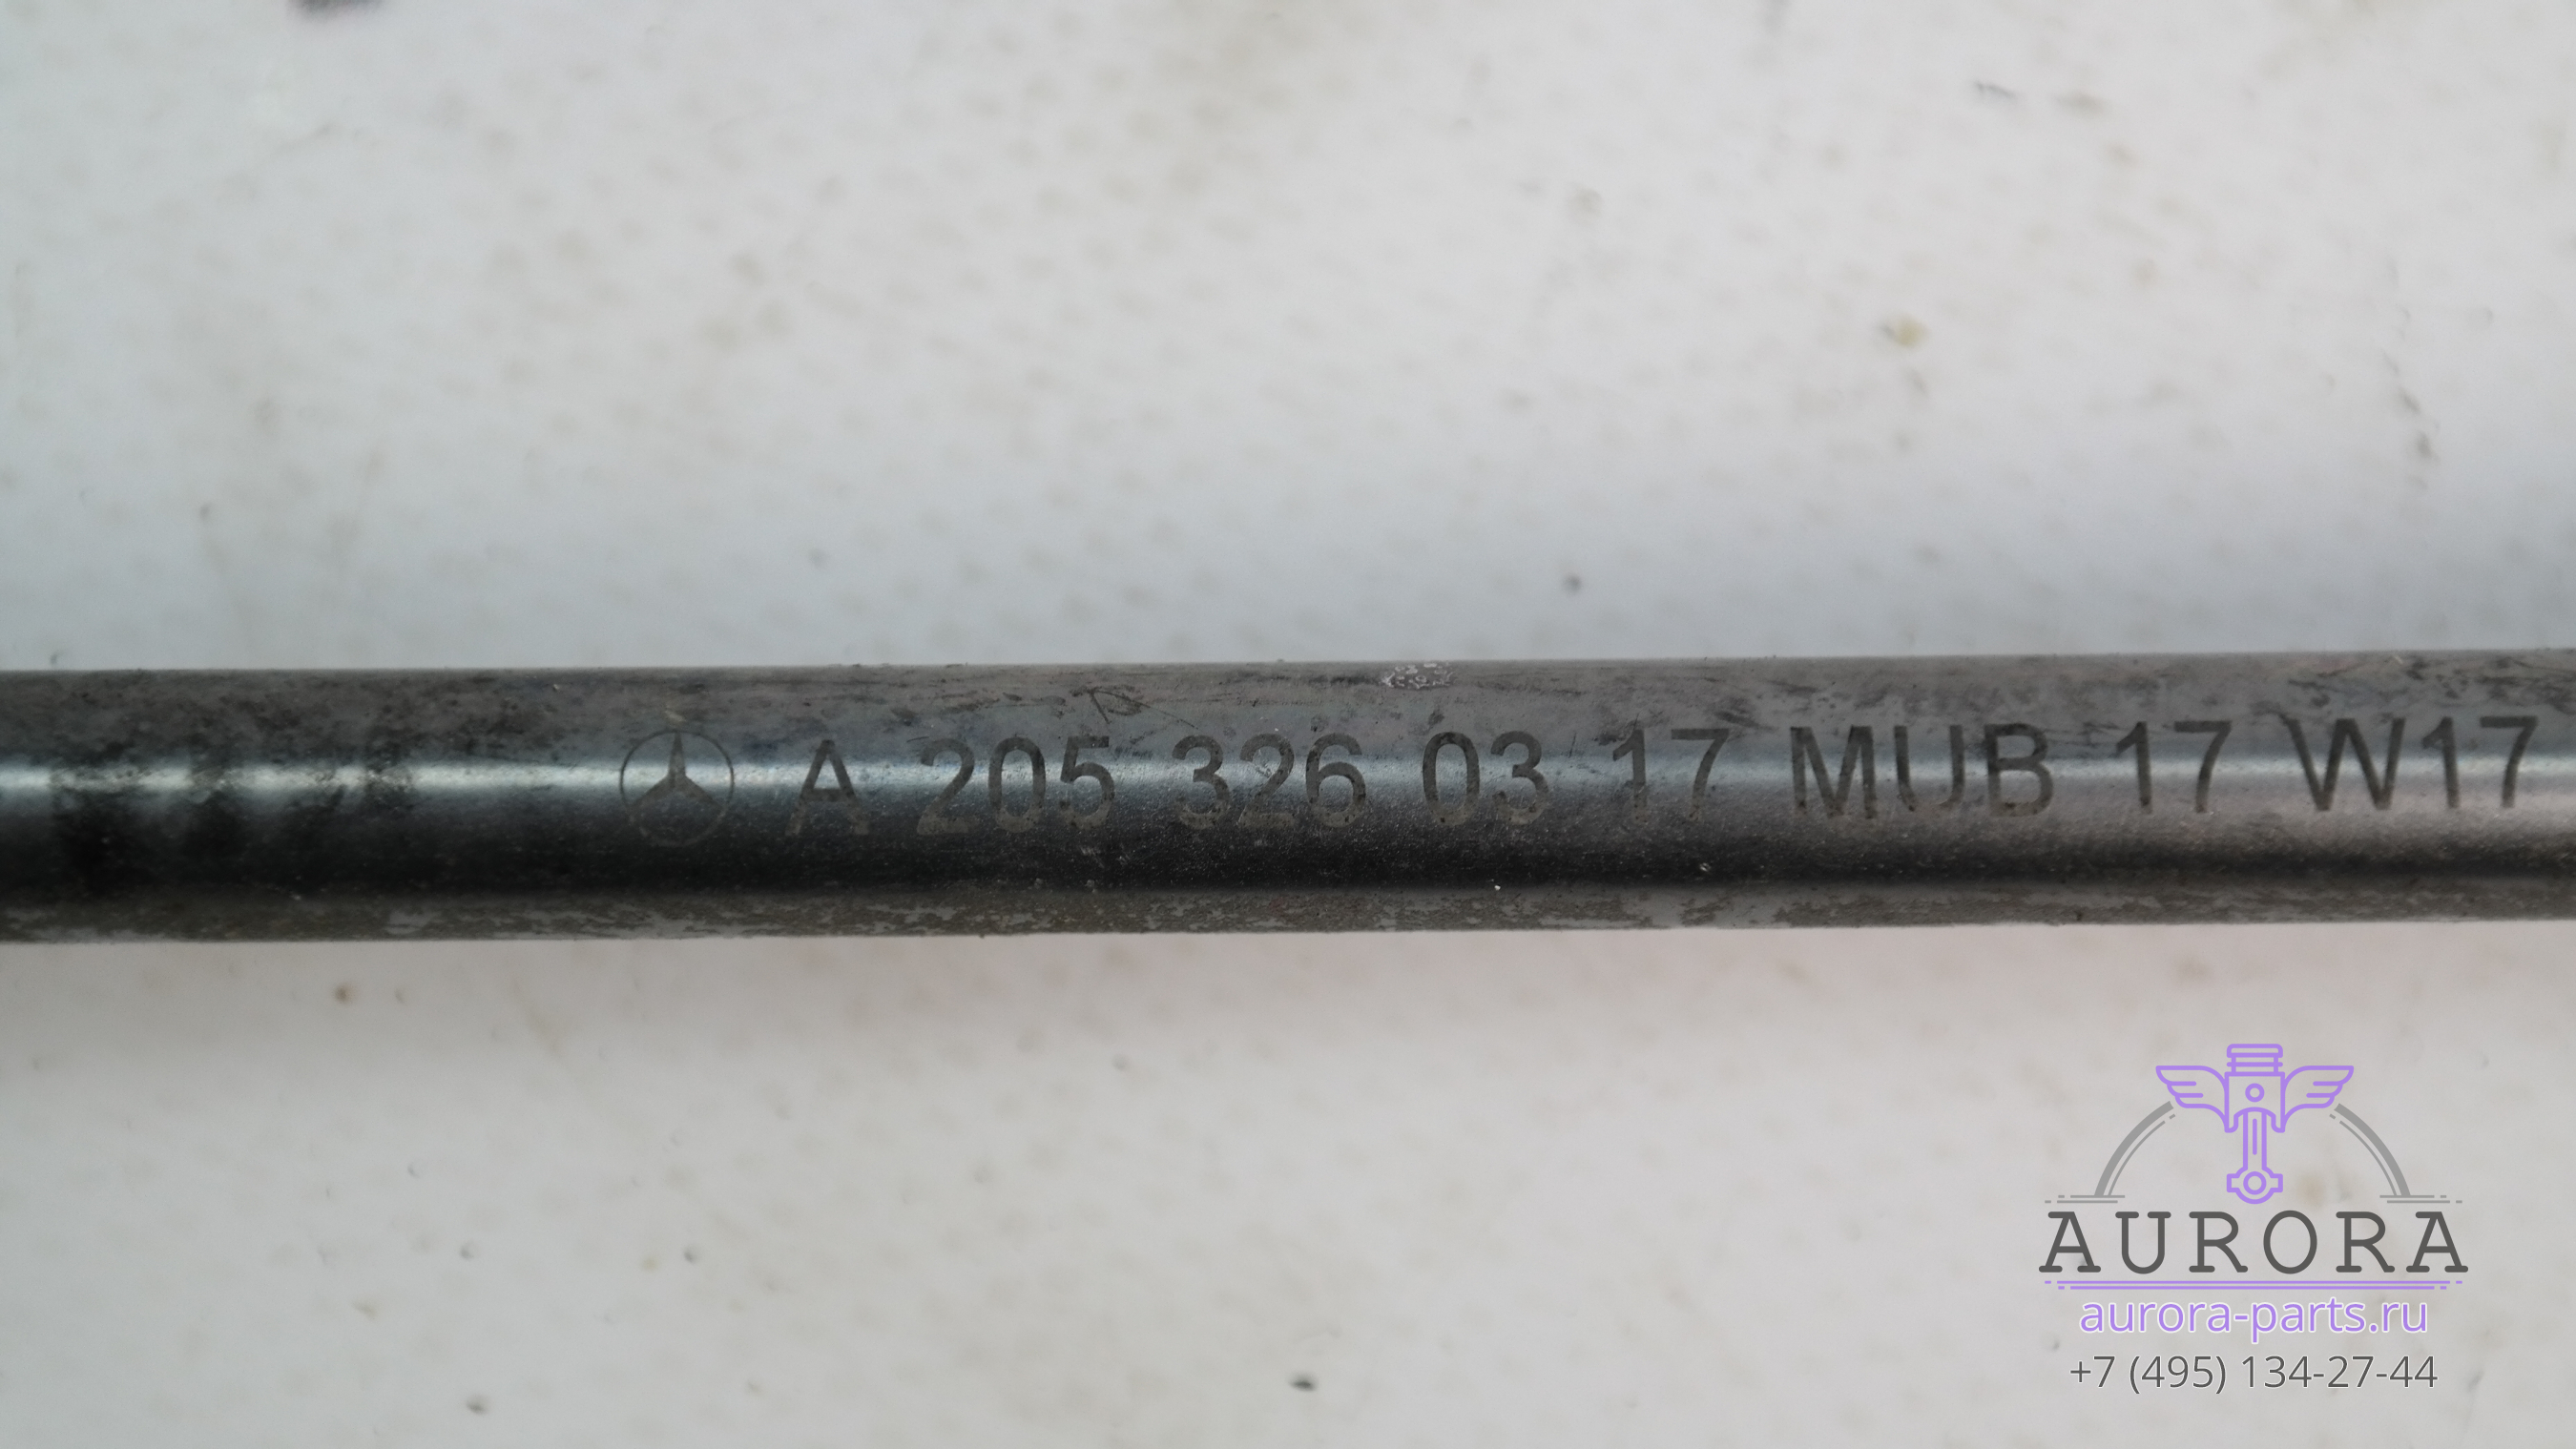 A 205 326 03 17 MUB 17 W17
AURORA
aurora-parts.ru
+7 (495) 134-27-44